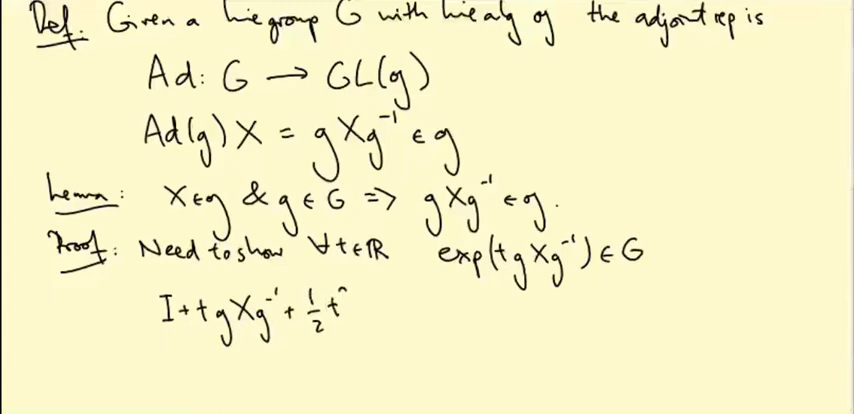 Def: Given a Lie group G with Lie alg 𝔤 the adjoint rep is
Ad: G → GL(𝔤)
Ad(g)X = gXg⁻¹ ∈ 𝔤
Lemma: X∈𝔤 & g ∈ G ⇒ gXg⁻¹ ∈ 𝔤.
Proof: Need to show ∀t∈ℝ exp(t gXg⁻¹) ∈ G
I + t gXg⁻¹ + ½ t